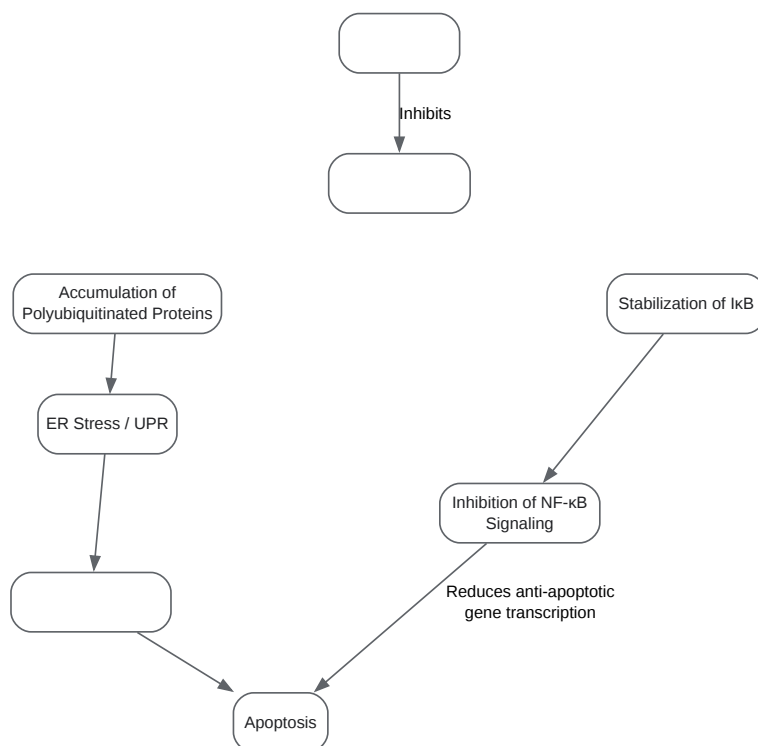 Inhibits
Accumulation of
Polyubiquitinated Proteins
Stabilization of IκB
ER Stress / UPR
Inhibition of NF-κB
Signaling
Reduces anti-apoptotic
gene transcription
Apoptosis